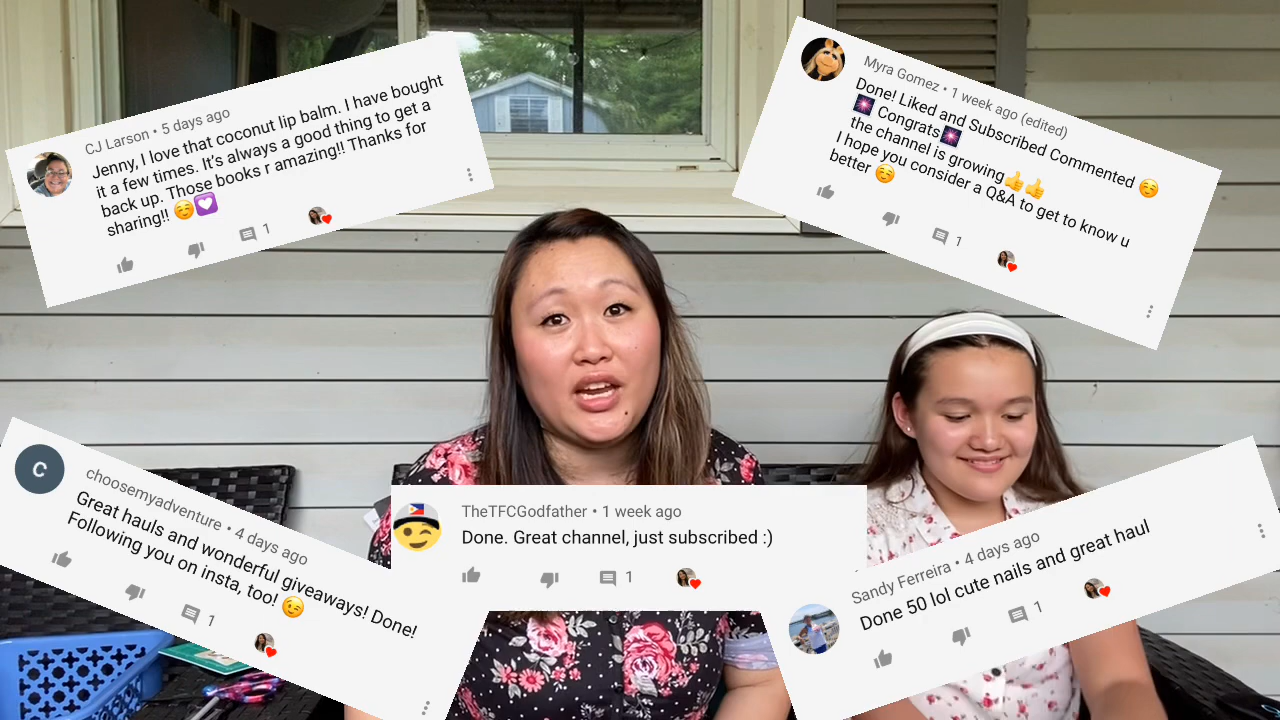 CJ Larson • 5 days ago
Jenny, I love that coconut lip balm. I have bought
it a few times. It's always a good thing to get a
back up. Those books r amazing!! Thanks for
sharing!! ☺️💜
1
Myra Gomez • 1 week ago (edited)
Done! Liked and Subscribed Commented ☺️
🎆 Congrats🎆
the channel is growing👍👍
I hope you consider a Q&A to get to know u
better ☺️
1
C
choosemyadventure • 4 days ago
Great hauls and wonderful giveaways! Done!
Following you on insta, too! 😉
1
TheTFCGodfather • 1 week ago
Done. Great channel, just subscribed :)
1
Sandy Ferreira • 4 days ago
Done 50 lol cute nails and great haul
1